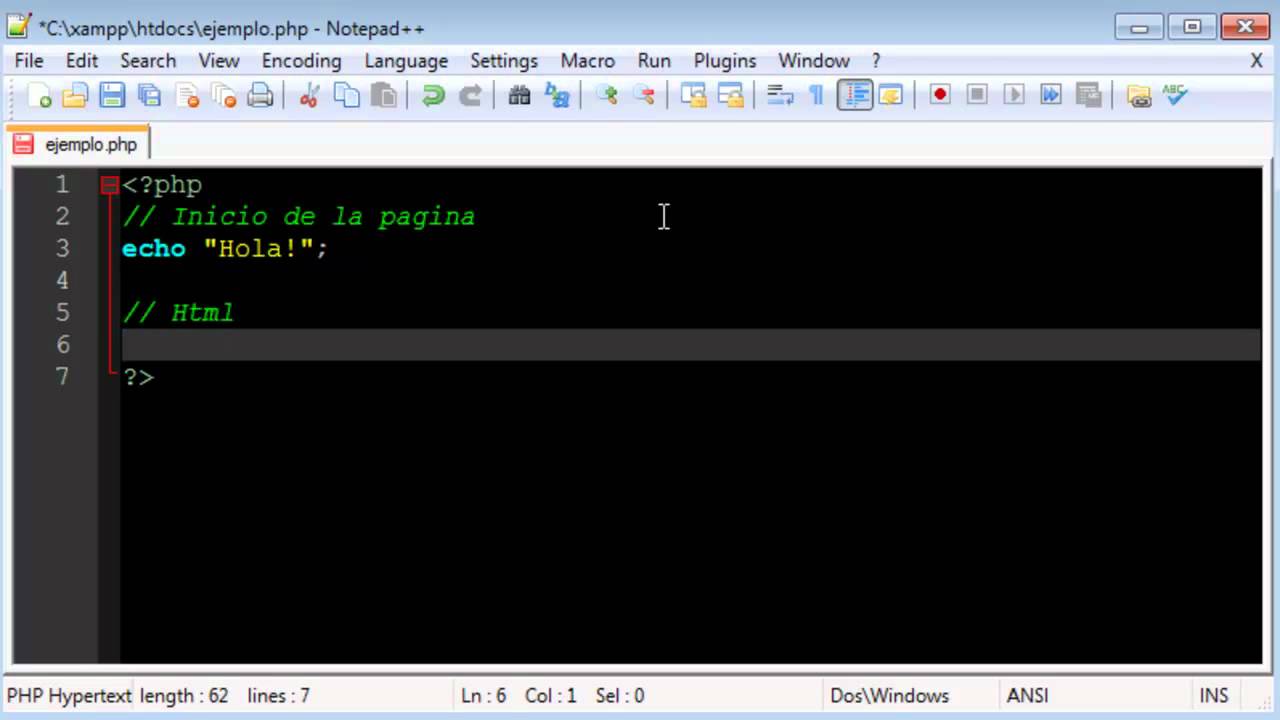 *C:\xampp\htdocs\ejemplo.php - Notepad++
File Edit Search View Encoding Language Settings Macro Run Plugins Window ? X
ABC
ejemplo.php
1 <?php
2 // Inicio de la pagina
3 echo "Hola!";
4
5 // Html
6
7 ?>
PHP Hypertext length : 62 lines : 7 Ln : 6 Col : 1 Sel : 0 Dos\Windows ANSI INS